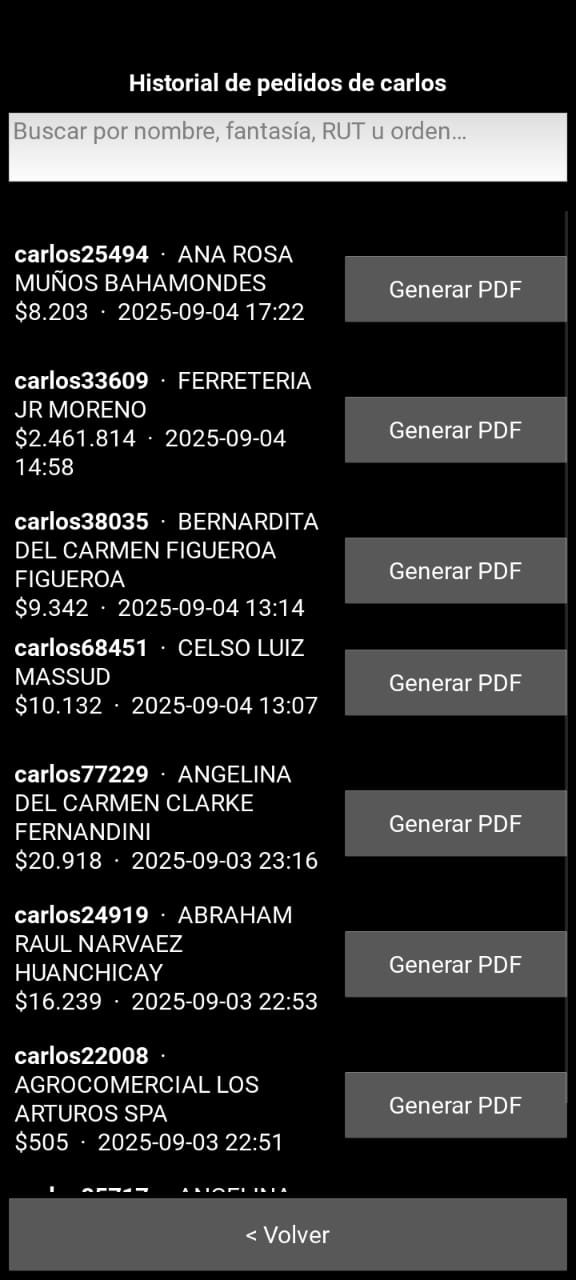 Historial de pedidos de carlos
Buscar por nombre, fantasía, RUT u orden...
carlos25494 · ANA ROSA
MUÑOS BAHAMONDES
$8.203 · 2025-09-04 17:22
Generar PDF
carlos33609 · FERRETERIA
JR MORENO
$2.461.814 · 2025-09-04
14:58
Generar PDF
carlos38035 · BERNARDITA
DEL CARMEN FIGUEROA
FIGUEROA
$9.342 · 2025-09-04 13:14
Generar PDF
carlos68451 · CELSO LUIZ
MASSUD
$10.132 · 2025-09-04 13:07
Generar PDF
carlos77229 · ANGELINA
DEL CARMEN CLARKE
FERNANDINI
$20.918 · 2025-09-03 23:16
Generar PDF
carlos24919 · ABRAHAM
RAUL NARVAEZ
HUANCHICAY
$16.239 · 2025-09-03 22:53
Generar PDF
carlos22008 ·
AGROCOMERCIAL LOS
ARTUROS SPA
$505 · 2025-09-03 22:51
Generar PDF
< Volver